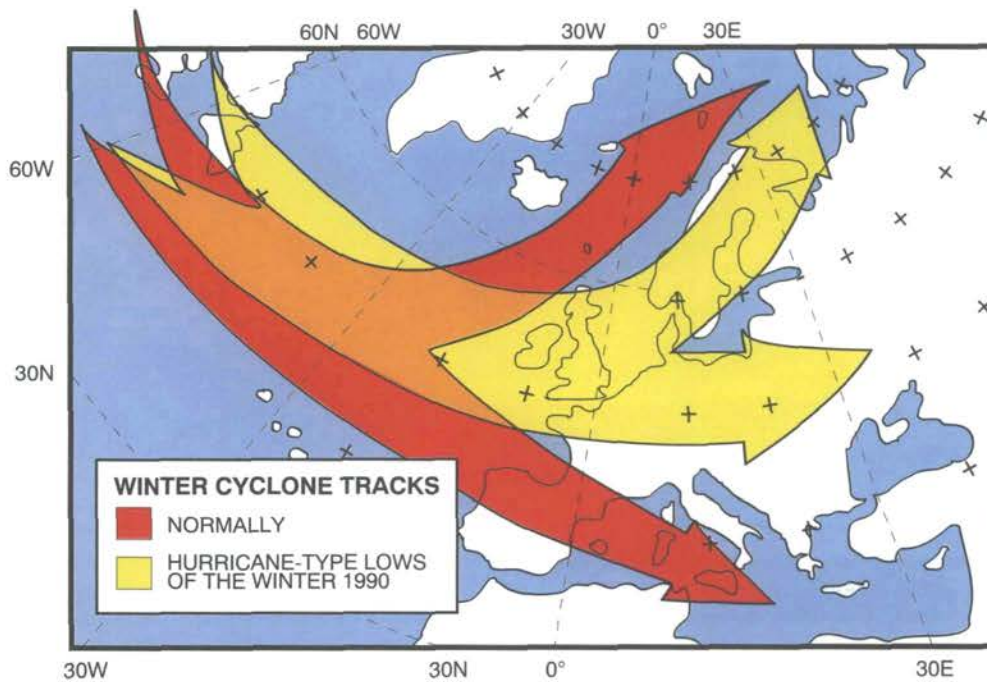 60N 60W 30W 0° 30E
60W
30N
WINTER CYCLONE TRACKS
NORMALLY
HURRICANE-TYPE LOWS
OF THE WINTER 1990
30W 30N 0° 30E